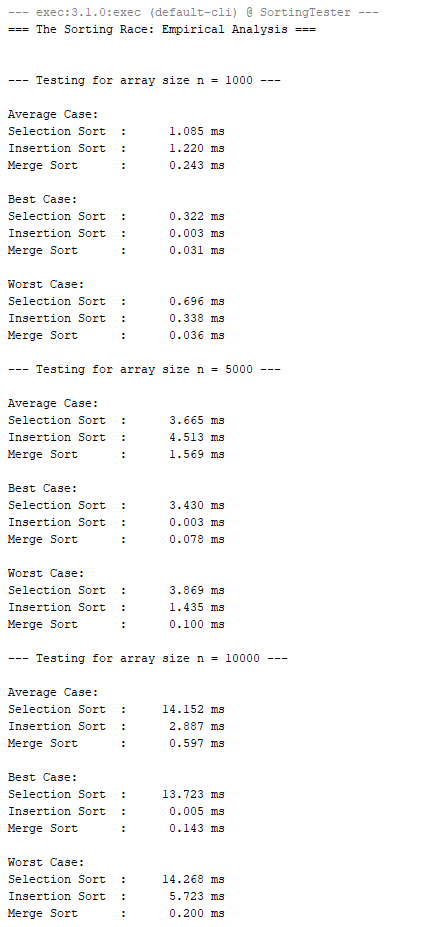 --- exec:3.1.0:exec (default-cli) @ SortingTester ---
=== The Sorting Race: Empirical Analysis ===
--- Testing for array size n = 1000 ---
Average Case:
Selection Sort  :      1.085 ms
Insertion Sort  :      1.220 ms
Merge Sort      :      0.243 ms
Best Case:
Selection Sort  :      0.322 ms
Insertion Sort  :      0.003 ms
Merge Sort      :      0.031 ms
Worst Case:
Selection Sort  :      0.696 ms
Insertion Sort  :      0.338 ms
Merge Sort      :      0.036 ms
--- Testing for array size n = 5000 ---
Average Case:
Selection Sort  :      3.665 ms
Insertion Sort  :      4.513 ms
Merge Sort      :      1.569 ms
Best Case:
Selection Sort  :      3.430 ms
Insertion Sort  :      0.003 ms
Merge Sort      :      0.078 ms
Worst Case:
Selection Sort  :      3.869 ms
Insertion Sort  :      1.435 ms
Merge Sort      :      0.100 ms
--- Testing for array size n = 10000 ---
Average Case:
Selection Sort  :     14.152 ms
Insertion Sort  :      2.887 ms
Merge Sort      :      0.597 ms
Best Case:
Selection Sort  :     13.723 ms
Insertion Sort  :      0.005 ms
Merge Sort      :      0.143 ms
Worst Case:
Selection Sort  :     14.268 ms
Insertion Sort  :      5.723 ms
Merge Sort      :      0.200 ms